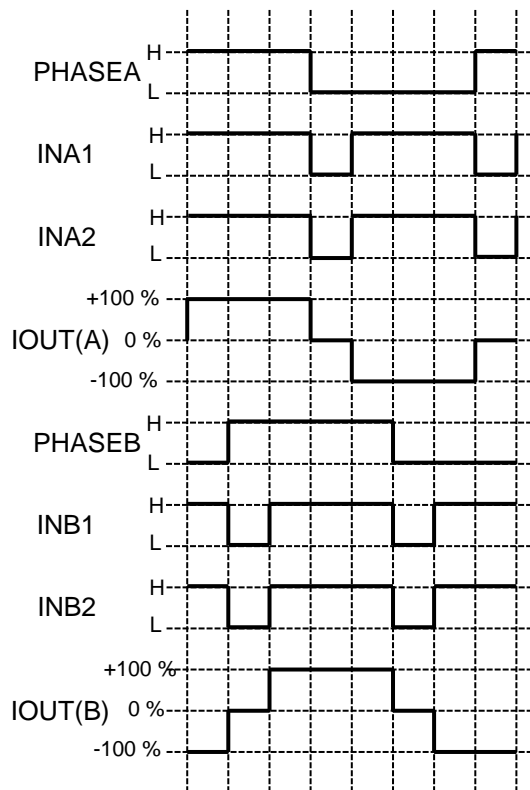 H
PHASEA
L
H
INA1
L
H
INA2
L
+100 %
IOUT(A) 0 %
-100 %
H
PHASEB
L
H
INB1
L
H
INB2
L
+100 %
IOUT(B) 0 %
-100 %